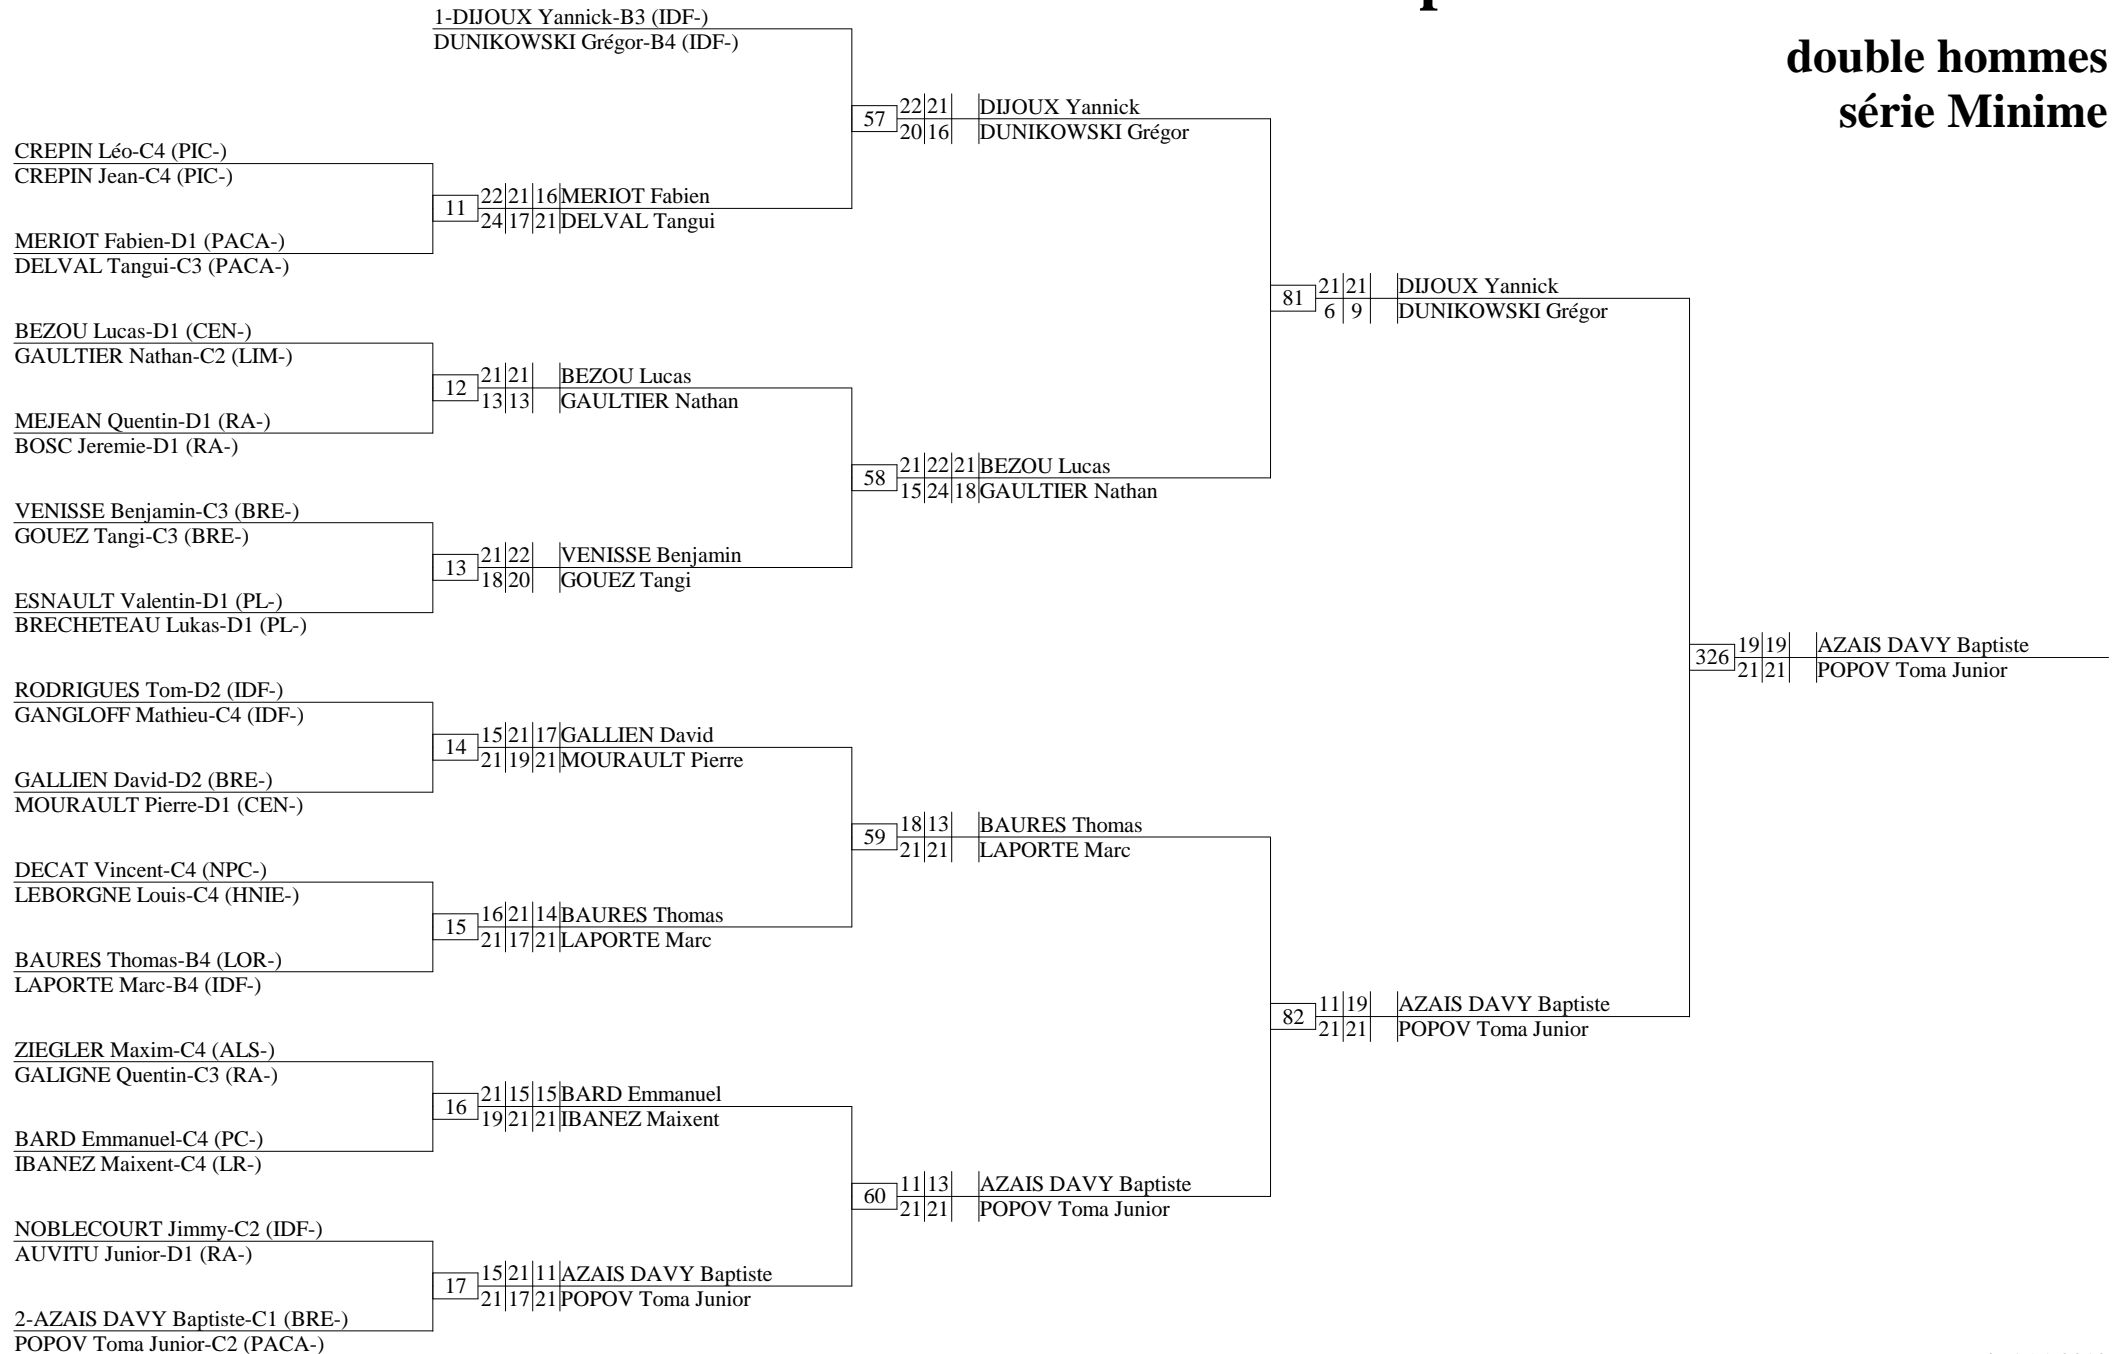 double hommes
série Minime
1-DIJOUX Yannick-B3 (IDF-)
DUNIKOWSKI Grégor-B4 (IDF-)
CREPIN Léo-C4 (PIC-)
CREPIN Jean-C4 (PIC-)
MERIOT Fabien-D1 (PACA-)
DELVAL Tangui-C3 (PACA-)
BEZOU Lucas-D1 (CEN-)
GAULTIER Nathan-C2 (LIM-)
MEJEAN Quentin-D1 (RA-)
BOSC Jeremie-D1 (RA-)
VENISSE Benjamin-C3 (BRE-)
GOUEZ Tangi-C3 (BRE-)
ESNAULT Valentin-D1 (PL-)
BRECHETEAU Lukas-D1 (PL-)
RODRIGUES Tom-D2 (IDF-)
GANGLOFF Mathieu-C4 (IDF-)
GALLIEN David-D2 (BRE-)
MOURAULT Pierre-D1 (CEN-)
DECAT Vincent-C4 (NPC-)
LEBORGNE Louis-C4 (HNIE-)
BAURES Thomas-B4 (LOR-)
LAPORTE Marc-B4 (IDF-)
ZIEGLER Maxim-C4 (ALS-)
GALIGNE Quentin-C3 (RA-)
BARD Emmanuel-C4 (PC-)
IBANEZ Maixent-C4 (LR-)
NOBLECOURT Jimmy-C2 (IDF-)
AUVITU Junior-D1 (RA-)
2-AZAIS DAVY Baptiste-C1 (BRE-)
POPOV Toma Junior-C2 (PACA-)
11
22 21 16 MERIOT Fabien
24 17 21 DELVAL Tangui
12
21 21 BEZOU Lucas
13 13 GAULTIER Nathan
13
21 22 VENISSE Benjamin
18 20 GOUEZ Tangi
14
15 21 17 GALLIEN David
21 19 21 MOURAULT Pierre
15
16 21 14 BAURES Thomas
21 17 21 LAPORTE Marc
16
21 15 15 BARD Emmanuel
19 21 21 IBANEZ Maixent
17
15 21 11 AZAIS DAVY Baptiste
21 17 21 POPOV Toma Junior
57
22 21 DIJOUX Yannick
20 16 DUNIKOWSKI Grégor
58
21 22 21 BEZOU Lucas
15 24 18 GAULTIER Nathan
59
18 13 BAURES Thomas
21 21 LAPORTE Marc
60
11 13 AZAIS DAVY Baptiste
21 21 POPOV Toma Junior
81
21 21 DIJOUX Yannick
6 9 DUNIKOWSKI Grégor
82
11 19 AZAIS DAVY Baptiste
21 21 POPOV Toma Junior
326
19 19 AZAIS DAVY Baptiste
21 21 POPOV Toma Junior